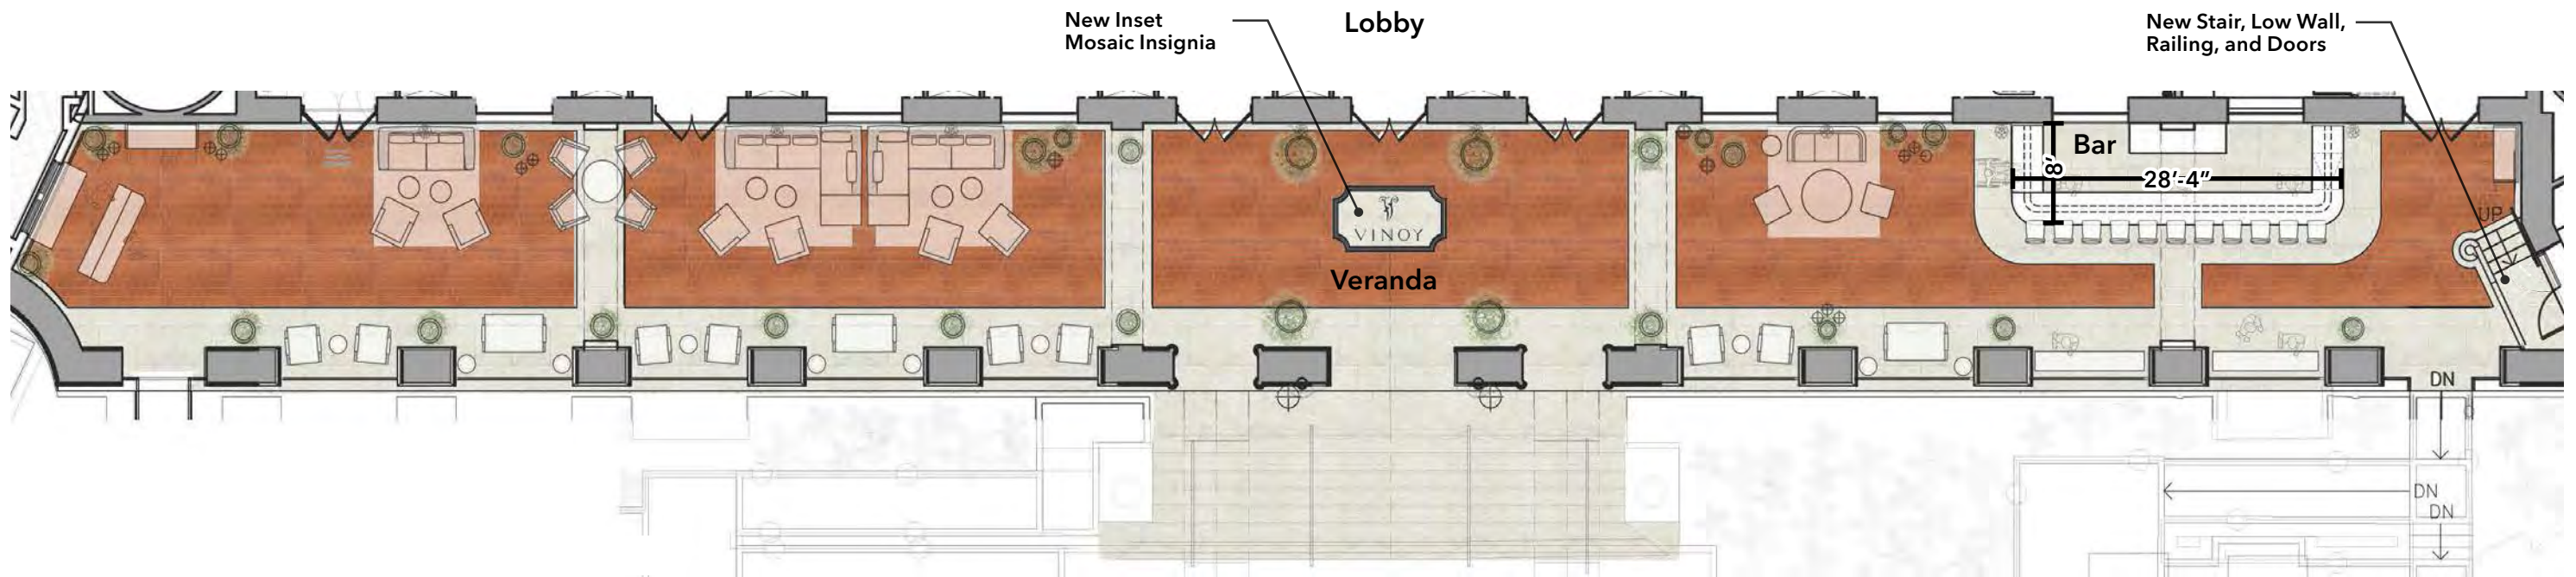 New Inset
Mosaic Insignia
Lobby
New Stair, Low Wall,
Railing, and Doors
Bar
8'
28'-4"
UP
VINOY
Veranda
DN
DN
DN